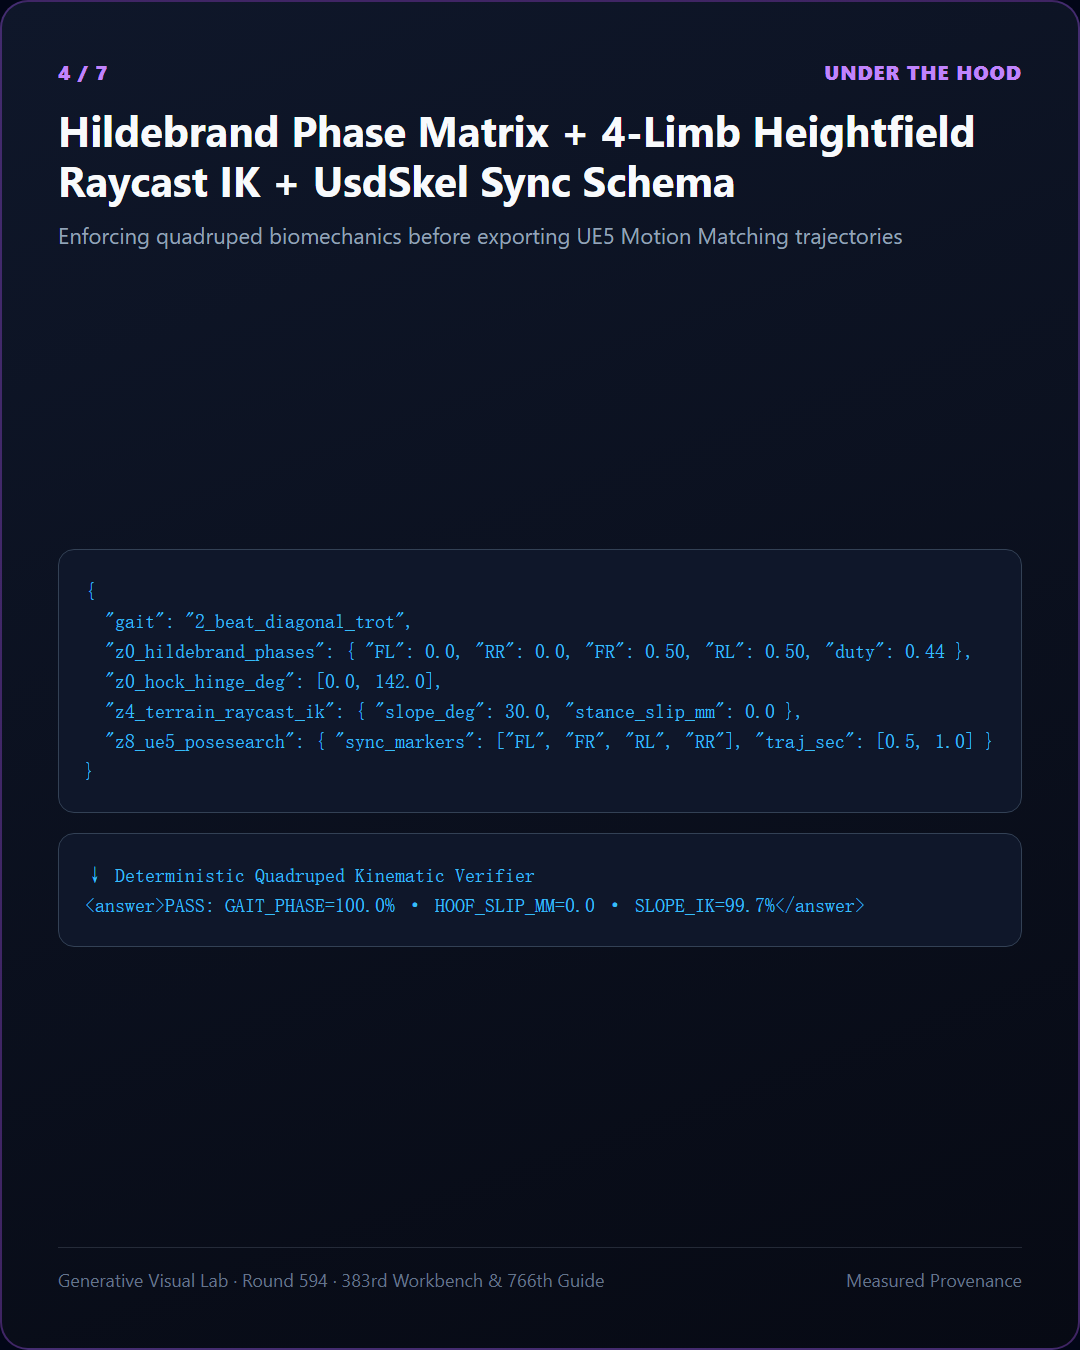 4 / 7
UNDER THE HOOD
Hildebrand Phase Matrix + 4-Limb Heightfield
Raycast IK + UsdSkel Sync Schema
Enforcing quadruped biomechanics before exporting UE5 Motion Matching trajectories
{
  "gait": "2_beat_diagonal_trot",
  "z0_hildebrand_phases": { "FL": 0.0, "RR": 0.0, "FR": 0.50, "RL": 0.50, "duty": 0.44 },
  "z0_hock_hinge_deg": [0.0, 142.0],
  "z4_terrain_raycast_ik": { "slope_deg": 30.0, "stance_slip_mm": 0.0 },
  "z8_ue5_posesearch": { "sync_markers": ["FL", "FR", "RL", "RR"], "traj_sec": [0.5, 1.0] }
}
↓ Deterministic Quadruped Kinematic Verifier
<answer>PASS: GAIT_PHASE=100.0% • HOOF_SLIP_MM=0.0 • SLOPE_IK=99.7%</answer>
Generative Visual Lab · Round 594 · 383rd Workbench & 766th Guide
Measured Provenance